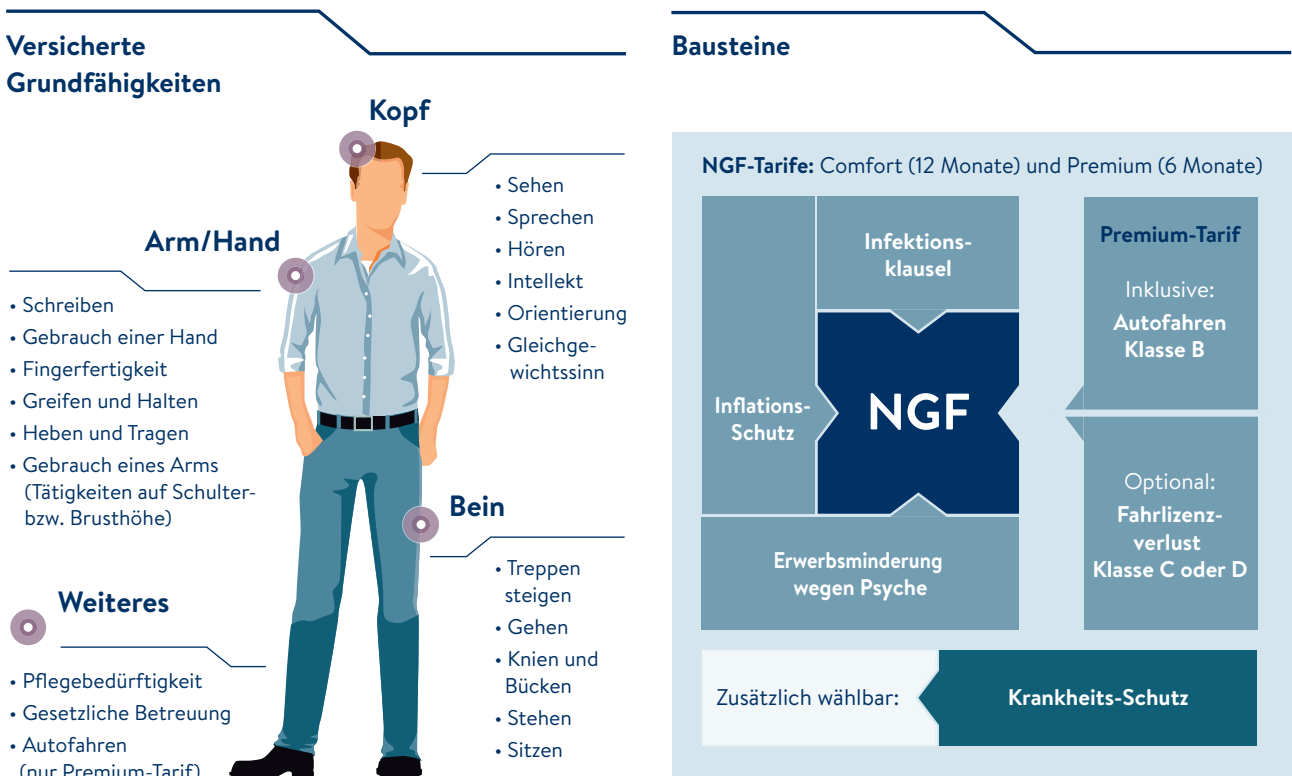 Versicherte
Grundfähigkeiten
Kopf
• Sehen
• Sprechen
• Hören
• Intellekt
• Orientierung
• Gleichge-
wichtssinn
Arm/Hand
• Schreiben
• Gebrauch einer Hand
• Fingerfertigkeit
• Greifen und Halten
• Heben und Tragen
• Gebrauch eines Arms
(Tätigkeiten auf Schulter-
bzw. Brusthöhe)
Bein
• Treppen
steigen
• Gehen
• Knien und
Bücken
• Stehen
• Sitzen
Weiteres
• Pflegebedürftigkeit
• Gesetzliche Betreuung
• Autofahren
(nur Premium-Tarif)
Bausteine
NGF-Tarife: Comfort (12 Monate) und Premium (6 Monate)
Infektions-
klausel
Inflations-
Schutz
NGF
Erwerbsminderung
wegen Psyche
Premium-Tarif
Inklusive:
Autofahren
Klasse B
Optional:
Fahrlizenz-
verlust
Klasse C oder D
Zusätzlich wählbar:
Krankheits-Schutz